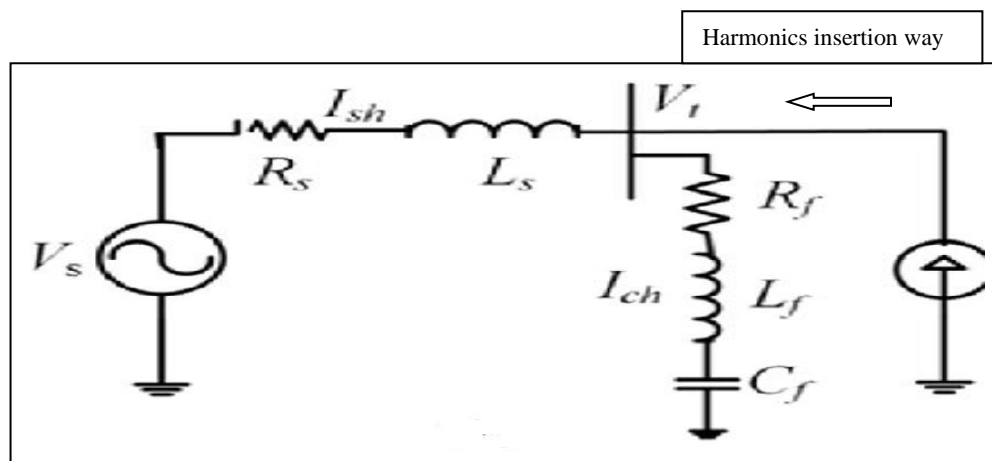 Harmonics insertion way
I_sh
V_t
R_s
L_s
R_f
V_s
I_ch
L_f
C_f